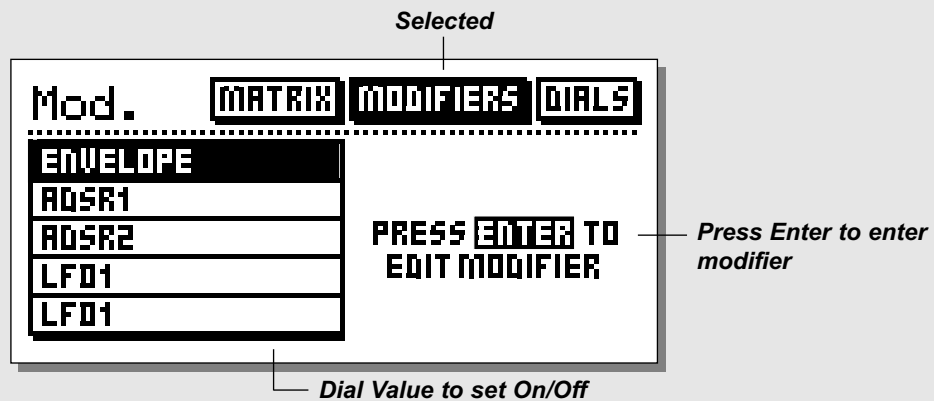 Selected
Mod. MATRIX MODIFIERS DIALS
ENVELOPE
ADSR1
ADSR2
LFO1
LFO1
PRESS ENTER TO
EDIT MODIFIER
Press Enter to enter
modifier
Dial Value to set On/Off